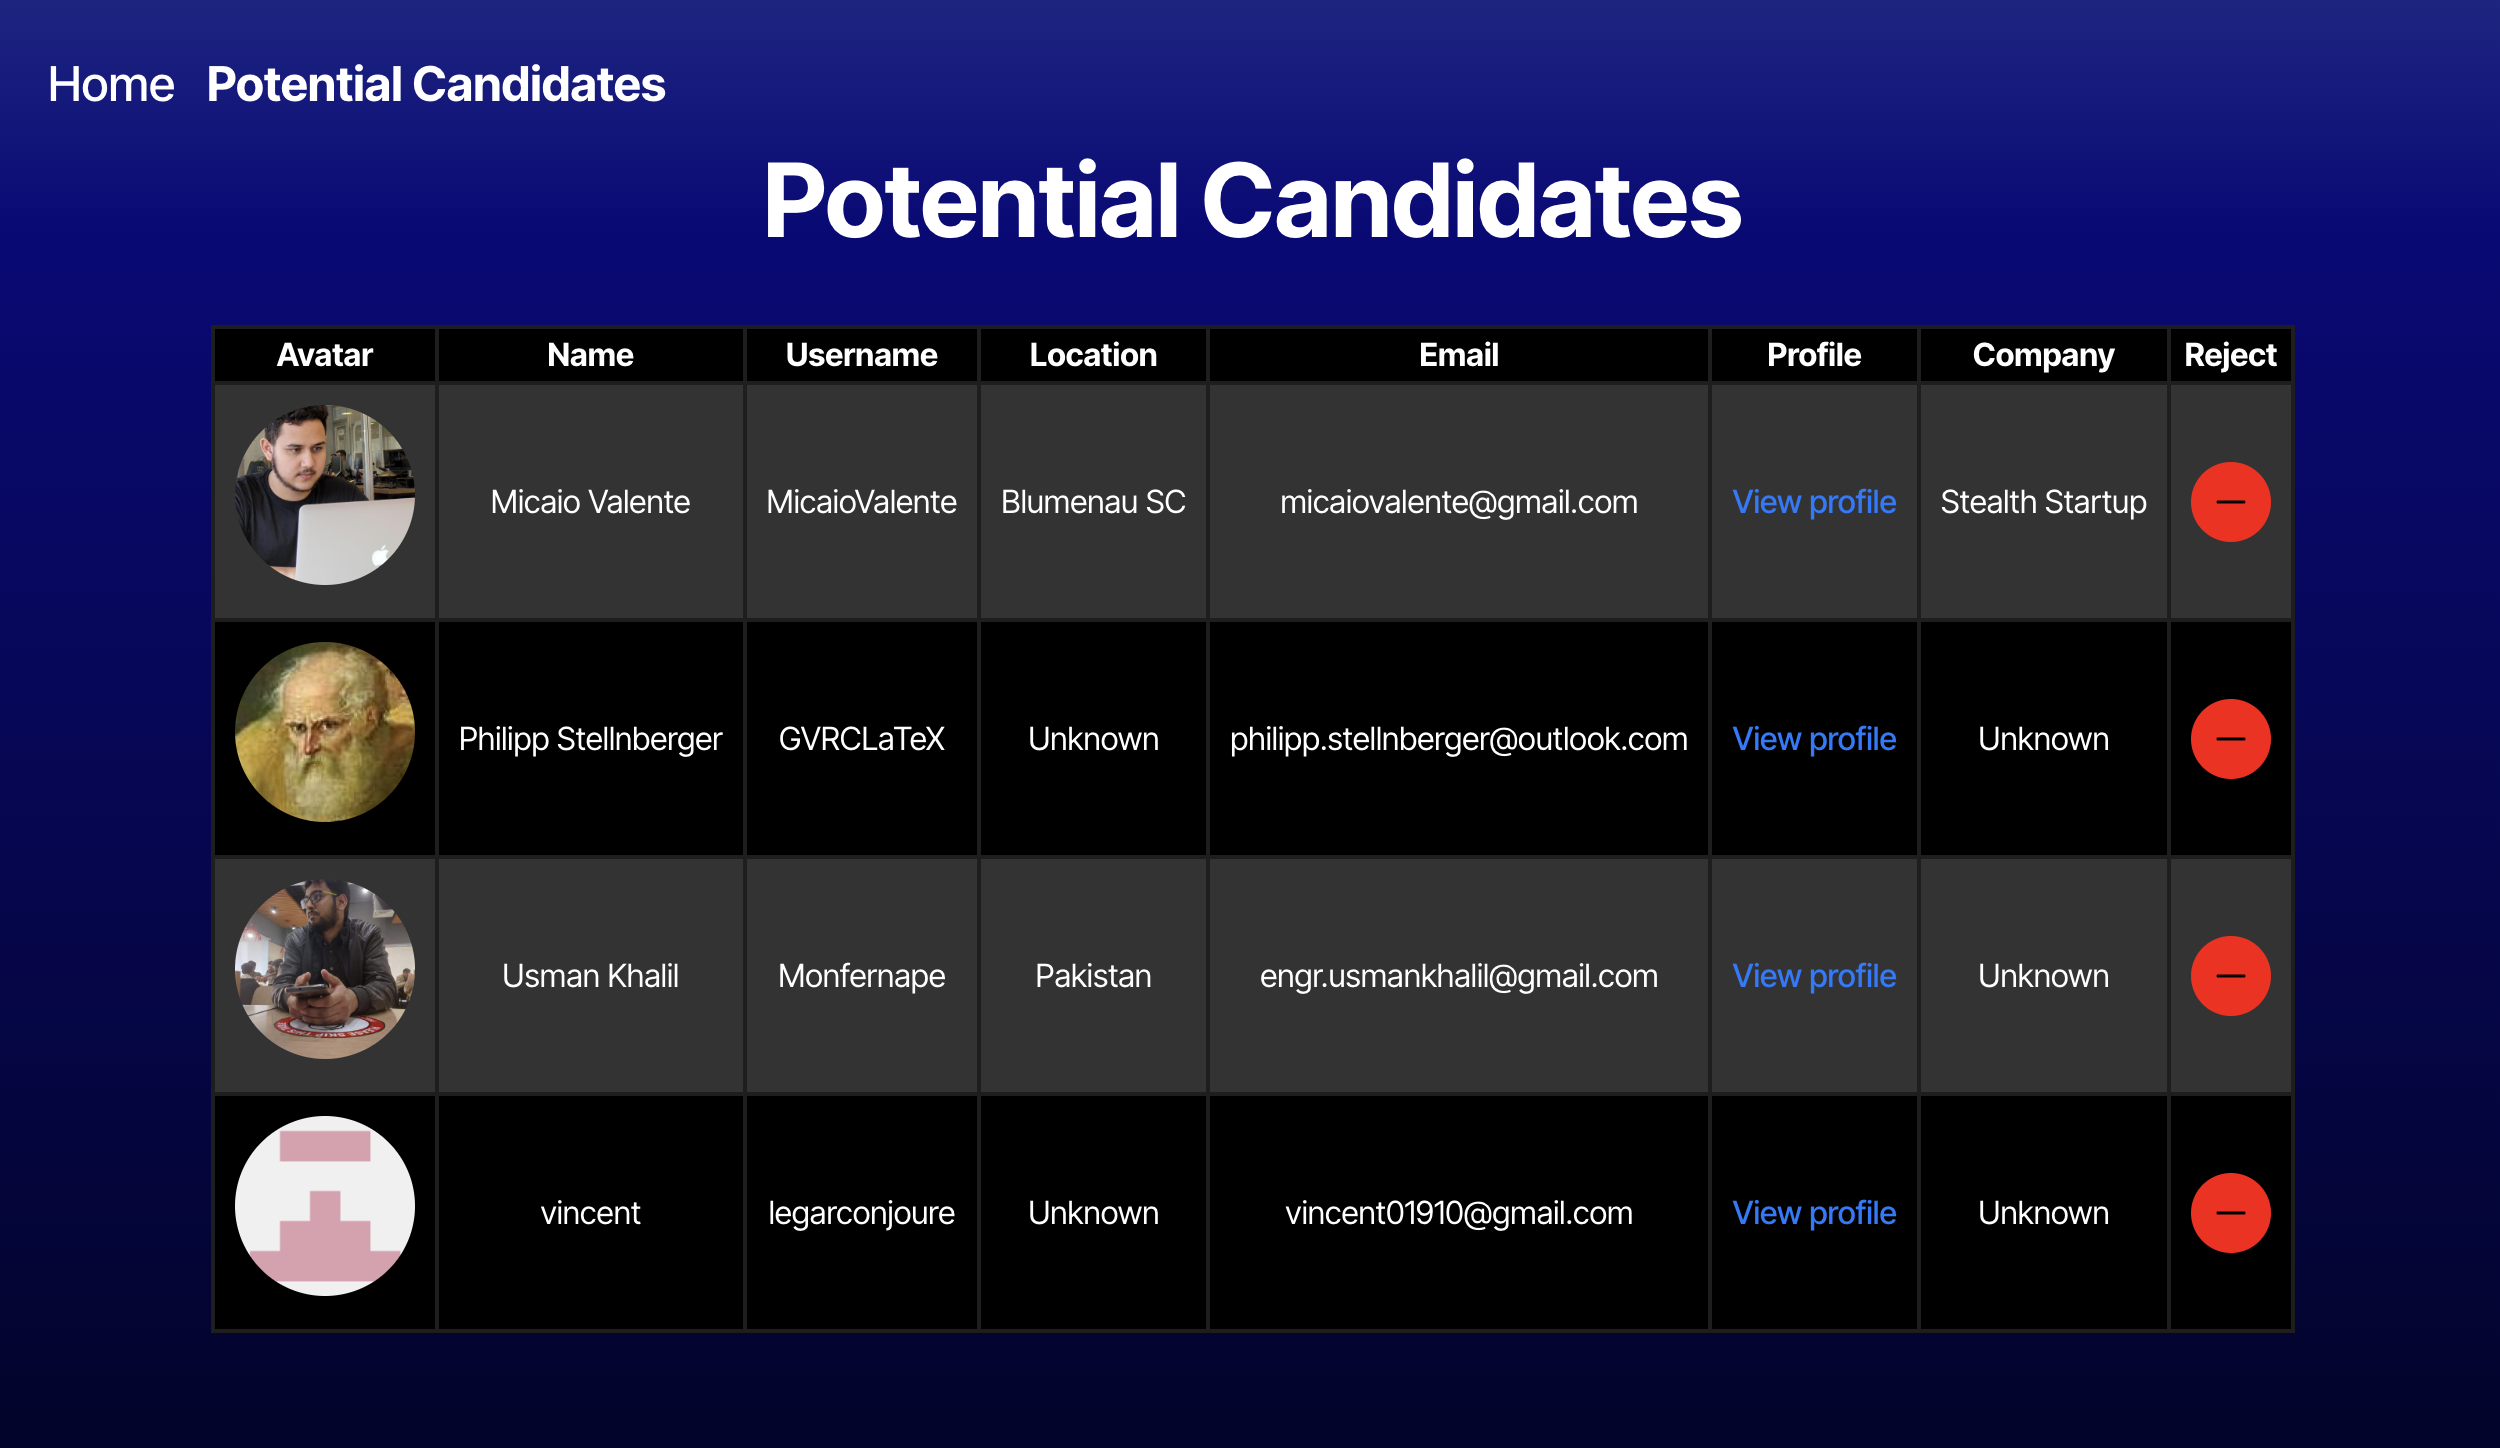 Home Potential Candidates
Potential Candidates
Avatar Name Username Location Email Profile Company Reject
Micaio Valente MicaioValente Blumenau SC micaiovalente@gmail.com View profile Stealth Startup
Philipp Stellnberger GVRCLaTeX Unknown philipp.stellnberger@outlook.com View profile Unknown
Usman Khalil Monfernape Pakistan engr.usmankhalil@gmail.com View profile Unknown
vincent legarconjoure Unknown vincent01910@gmail.com View profile Unknown